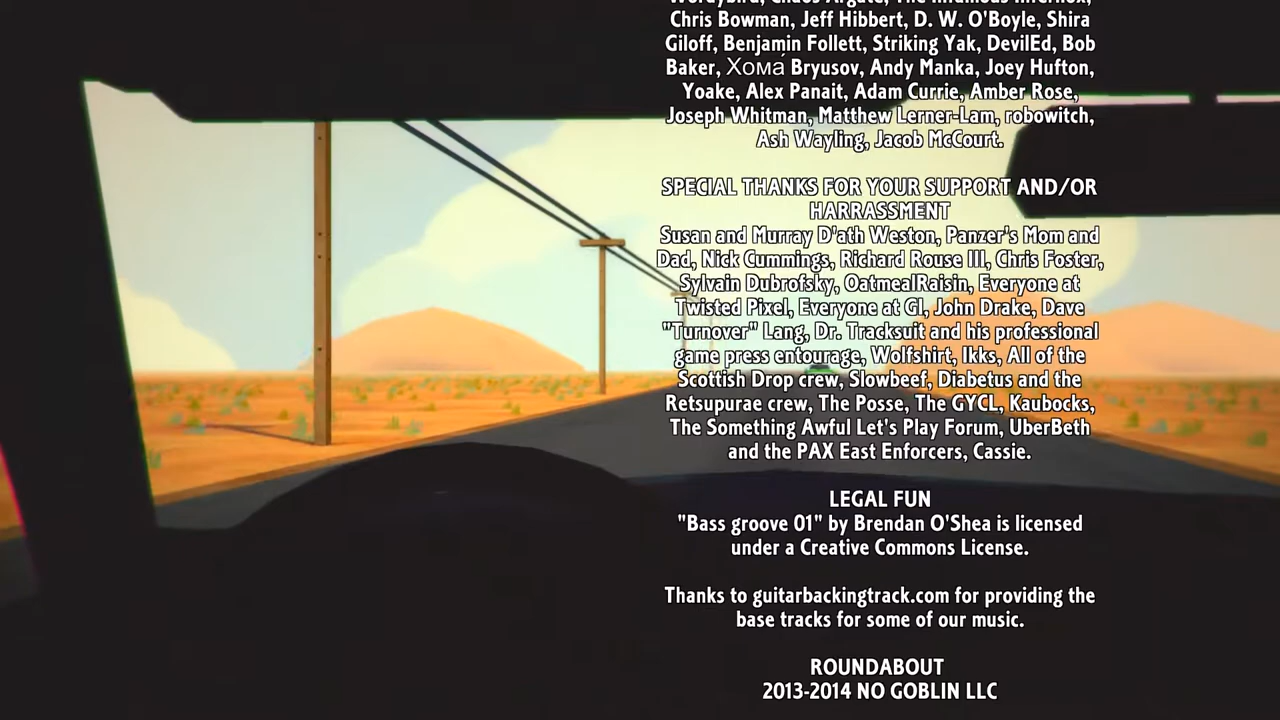 Wordybird, Chaos Argate, The Infamous Infernox,
Chris Bowman, Jeff Hibbert, D. W. O'Boyle, Shira
Giloff, Benjamin Follett, Striking Yak, DevilEd, Bob
Baker, Хома́ Bryusov, Andy Manka, Joey Hufton,
Yoake, Alex Panait, Adam Currie, Amber Rose,
Joseph Whitman, Matthew Lerner-Lam, robowitch,
Ash Wayling, Jacob McCourt.
SPECIAL THANKS FOR YOUR SUPPORT AND/OR
HARRASSMENT
Susan and Murray D'ath Weston, Panzer's Mom and
Dad, Nick Cummings, Richard Rouse III, Chris Foster,
Sylvain Dubrofsky, OatmealRaisin, Everyone at
Twisted Pixel, Everyone at GI, John Drake, Dave
"Turnover" Lang, Dr. Tracksuit and his professional
game press entourage, Wolfshirt, Ikks, All of the
Scottish Drop crew, Slowbeef, Diabetus and the
Retsupurae crew, The Posse, The GYCL, Kaubocks,
The Something Awful Let's Play Forum, UberBeth
and the PAX East Enforcers, Cassie.
LEGAL FUN
"Bass groove 01" by Brendan O'Shea is licensed
under a Creative Commons License.
Thanks to guitarbackingtrack.com for providing the
base tracks for some of our music.
ROUNDABOUT
2013-2014 NO GOBLIN LLC